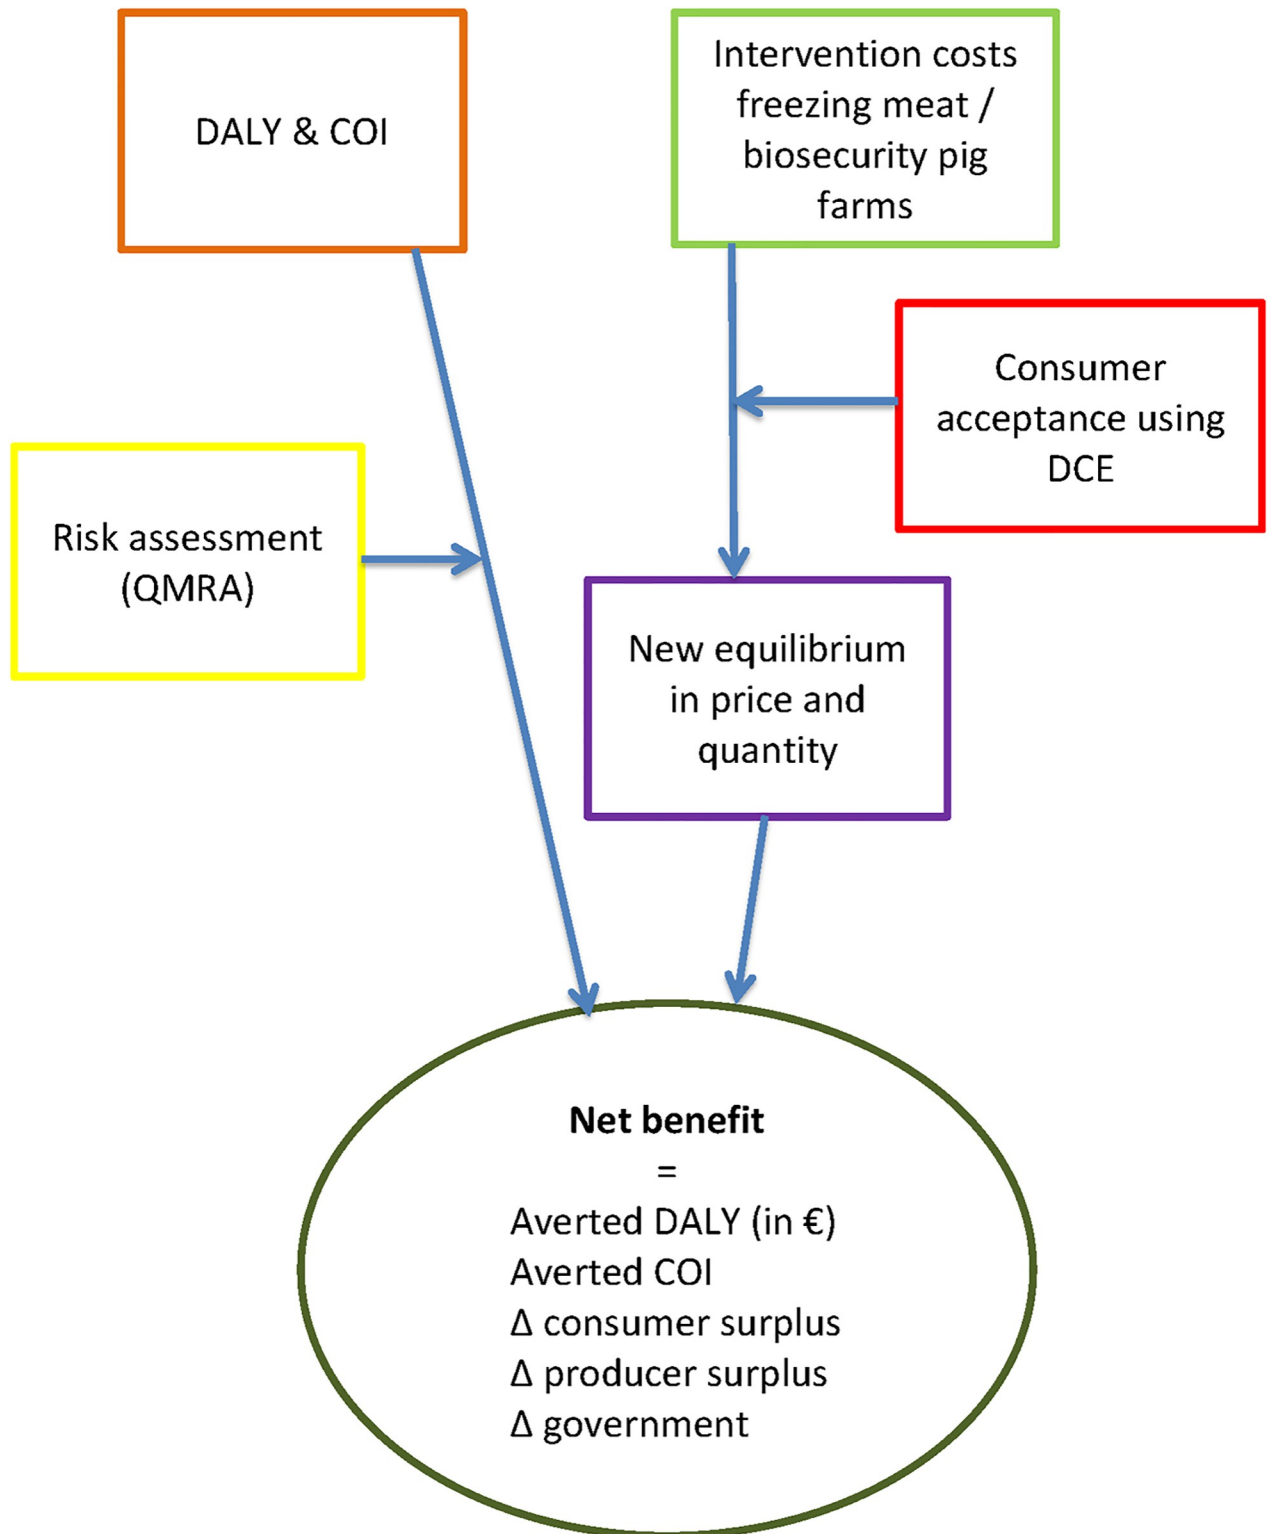 DALY & COI
Intervention costs
freezing meat /
biosecurity pig
farms
Consumer
acceptance using
DCE
Risk assessment
(QMRA)
New equilibrium
in price and
quantity
Net benefit
=
Averted DALY (in €)
Averted COI
Δ consumer surplus
Δ producer surplus
Δ government